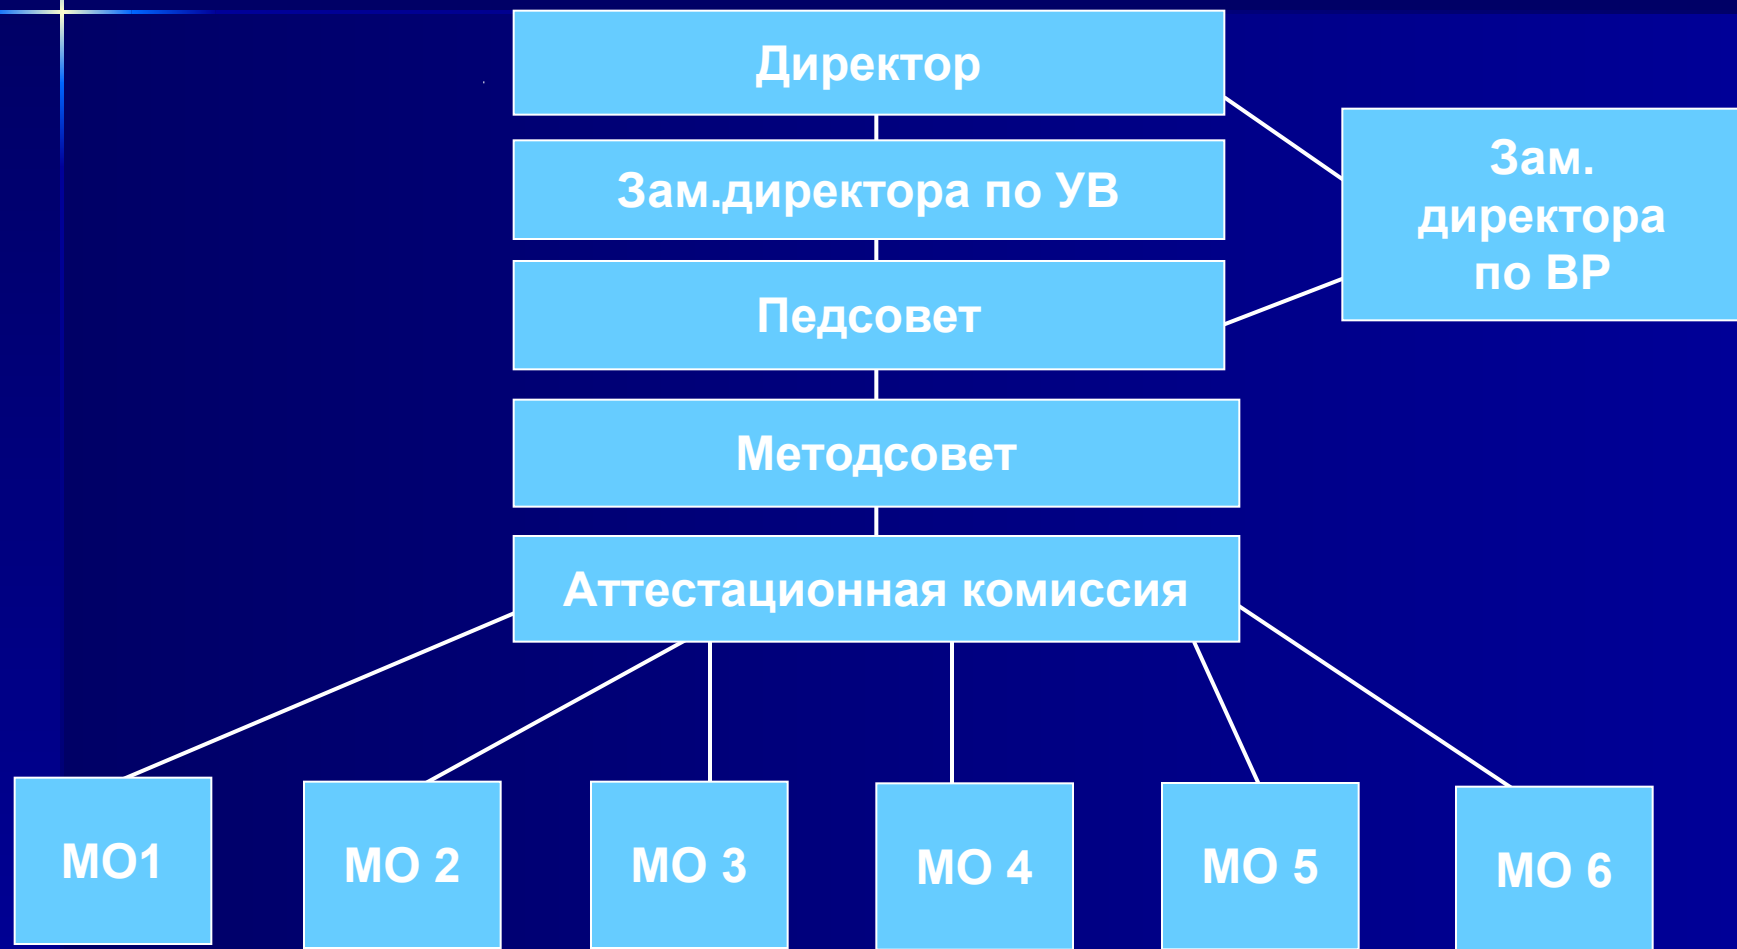 Директор
Зам.директора по УВ
Зам.
директора
по ВР
Педсовет
Методсовет
Аттестационная комиссия
МО1
МО 2
МО 3
МО 4
МО 5
МО 6